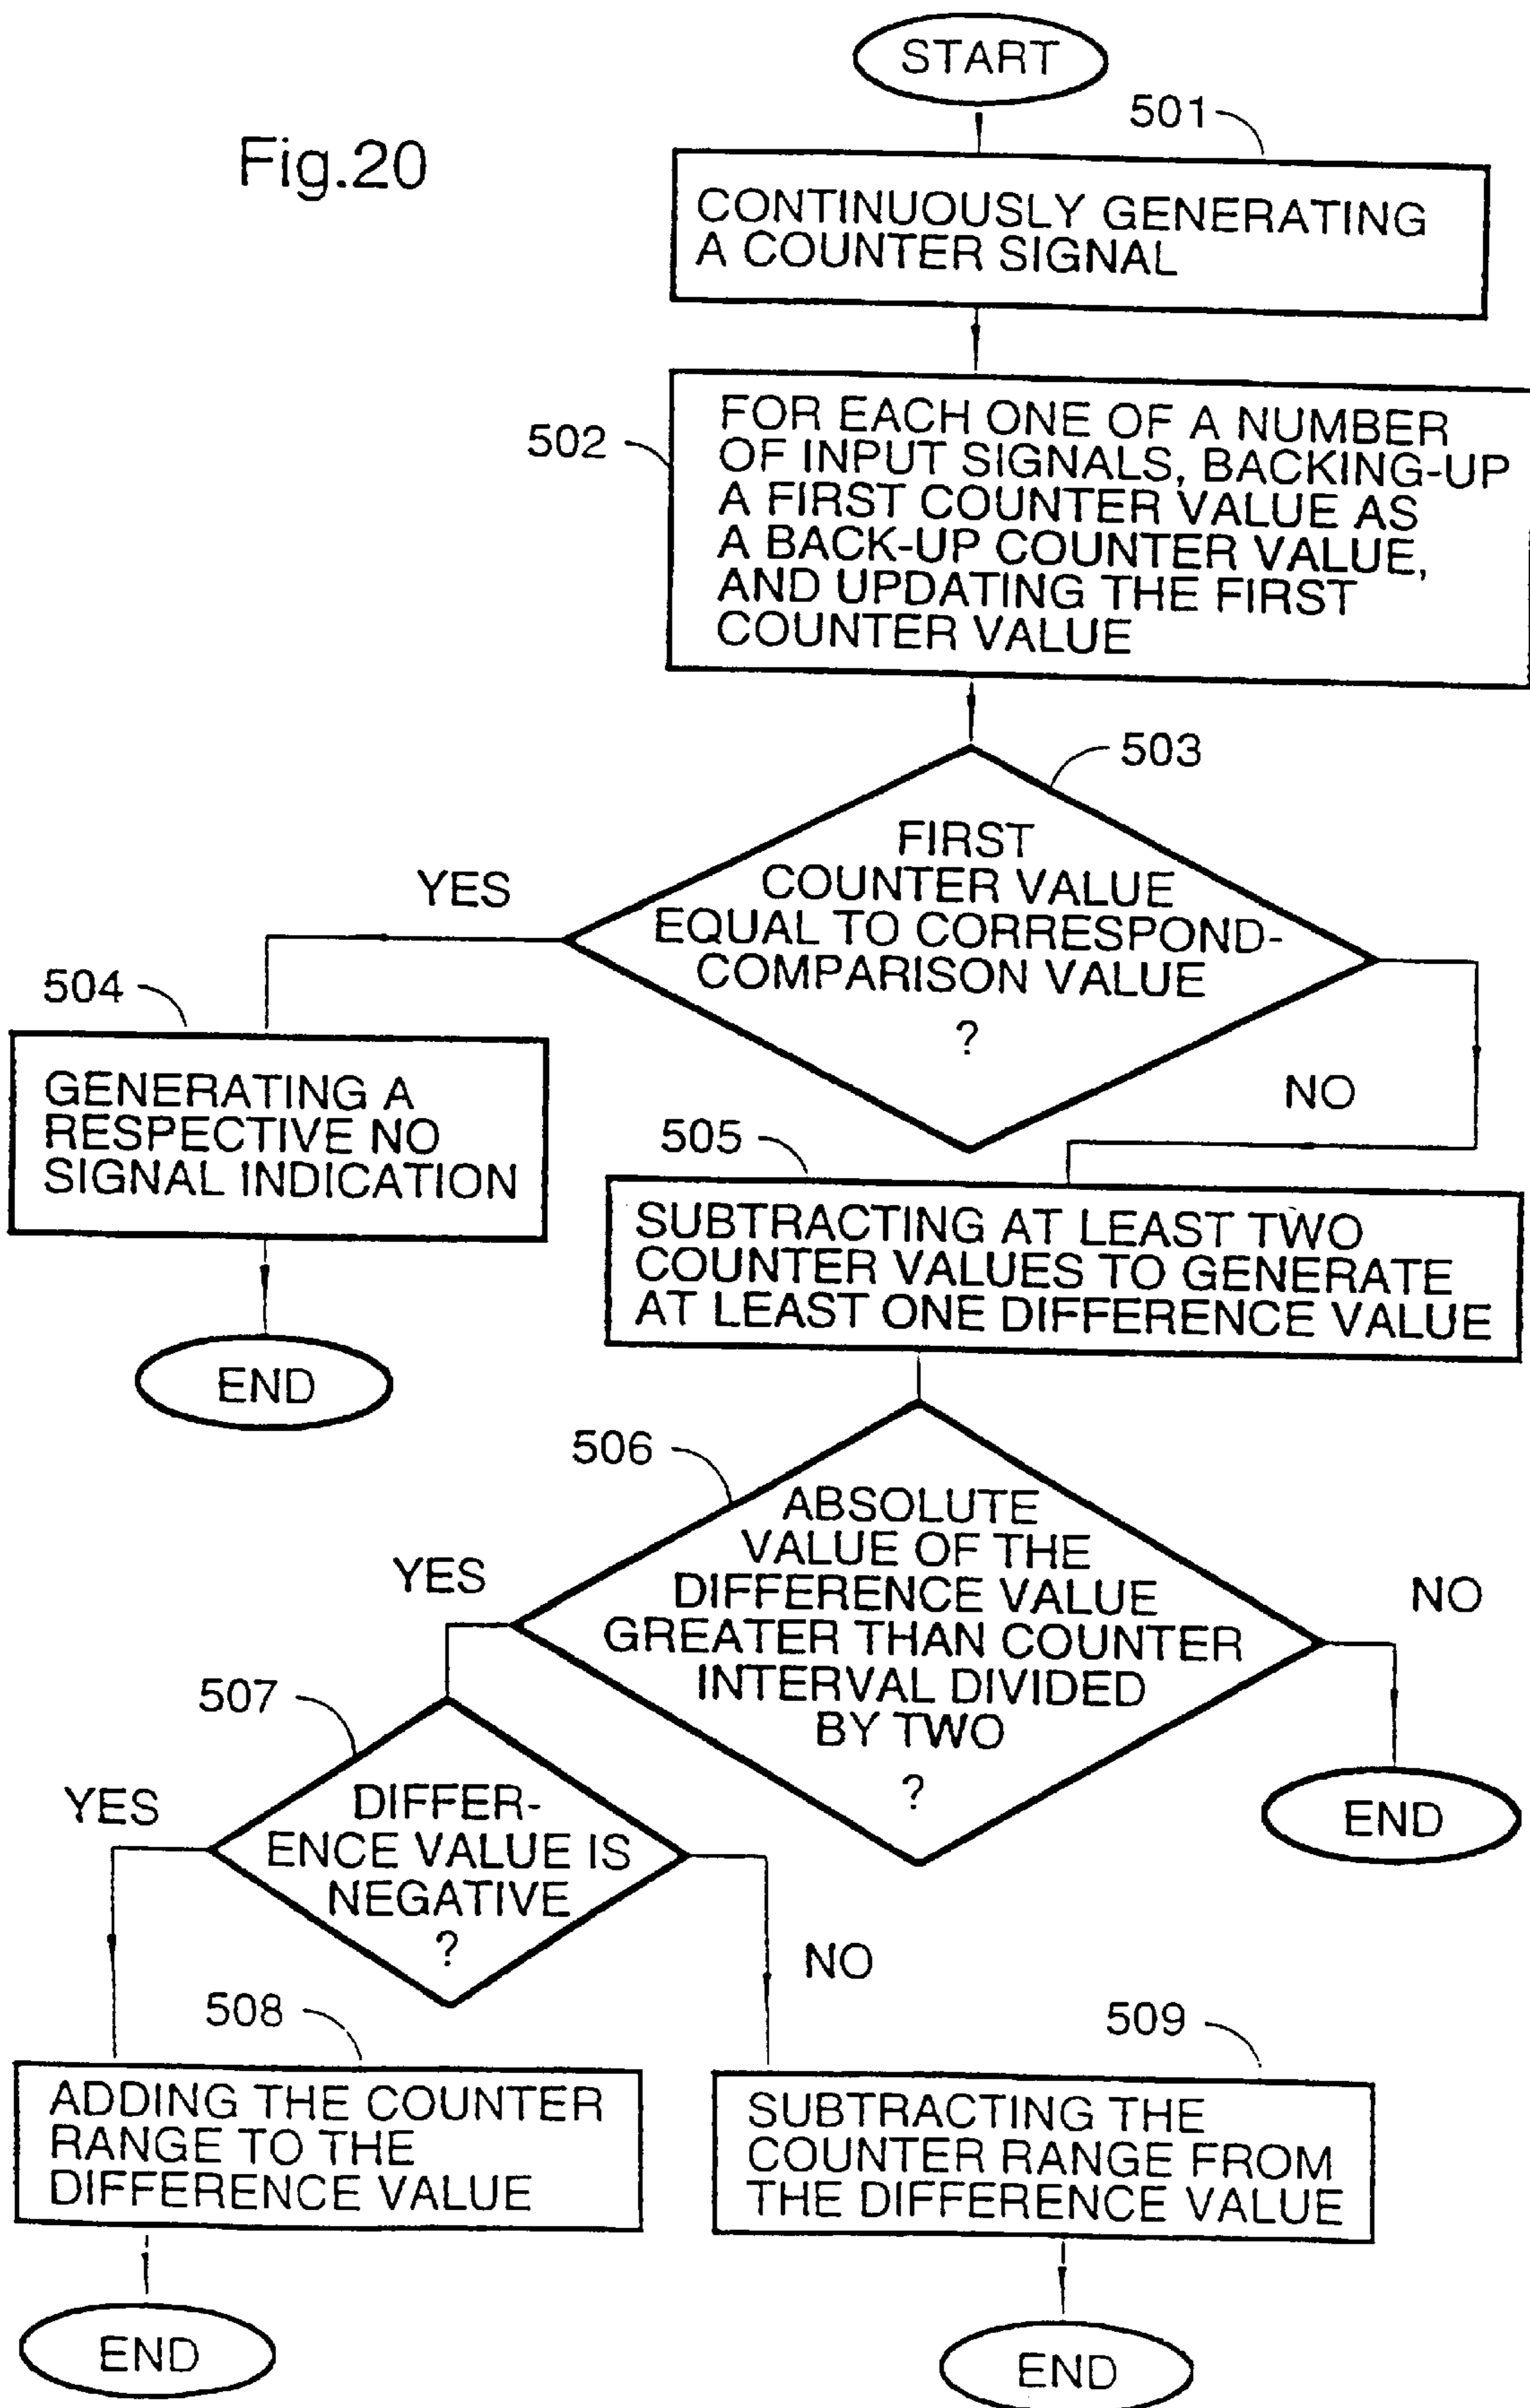 START
501
Fig.20
CONTINUOUSLY GENERATING
A COUNTER SIGNAL
502
FOR EACH ONE OF A NUMBER
OF INPUT SIGNALS, BACKING-UP
A FIRST COUNTER VALUE AS
A BACK-UP COUNTER VALUE,
AND UPDATING THE FIRST
COUNTER VALUE
503
FIRST
COUNTER VALUE
EQUAL TO CORRESPOND-
COMPARISON VALUE
?
YES
NO
504
GENERATING A
RESPECTIVE NO
SIGNAL INDICATION
END
505
SUBTRACTING AT LEAST TWO
COUNTER VALUES TO GENERATE
AT LEAST ONE DIFFERENCE VALUE
506
ABSOLUTE
VALUE OF THE
DIFFERENCE VALUE
GREATER THAN COUNTER
INTERVAL DIVIDED
BY TWO
?
YES
NO
END
507
DIFFER-
ENCE VALUE IS
NEGATIVE
?
YES
NO
508
ADDING THE COUNTER
RANGE TO THE
DIFFERENCE VALUE
END
509
SUBTRACTING THE
COUNTER RANGE FROM
THE DIFFERENCE VALUE
END